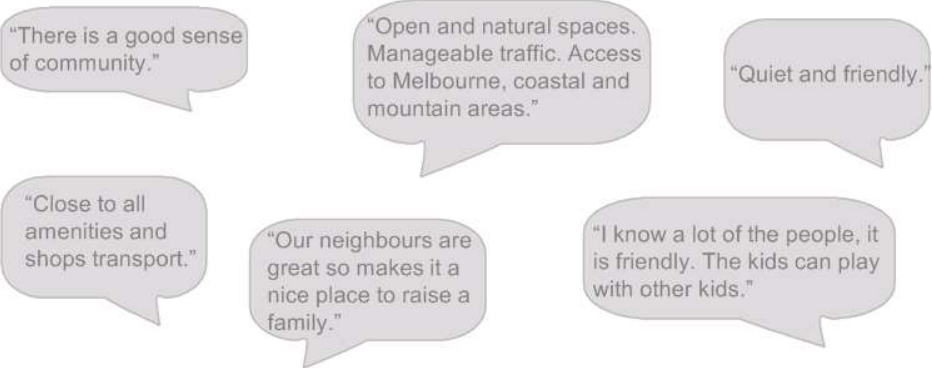 “There is a good sense
of community.”
“Open and natural spaces.
Manageable traffic. Access
to Melbourne, coastal and
mountain areas.”
“Quiet and friendly.”
“Close to all
amenities and
shops transport.”
“Our neighbours are
great so makes it a
nice place to raise a
family.”
“I know a lot of the people, it
is friendly. The kids can play
with other kids.”